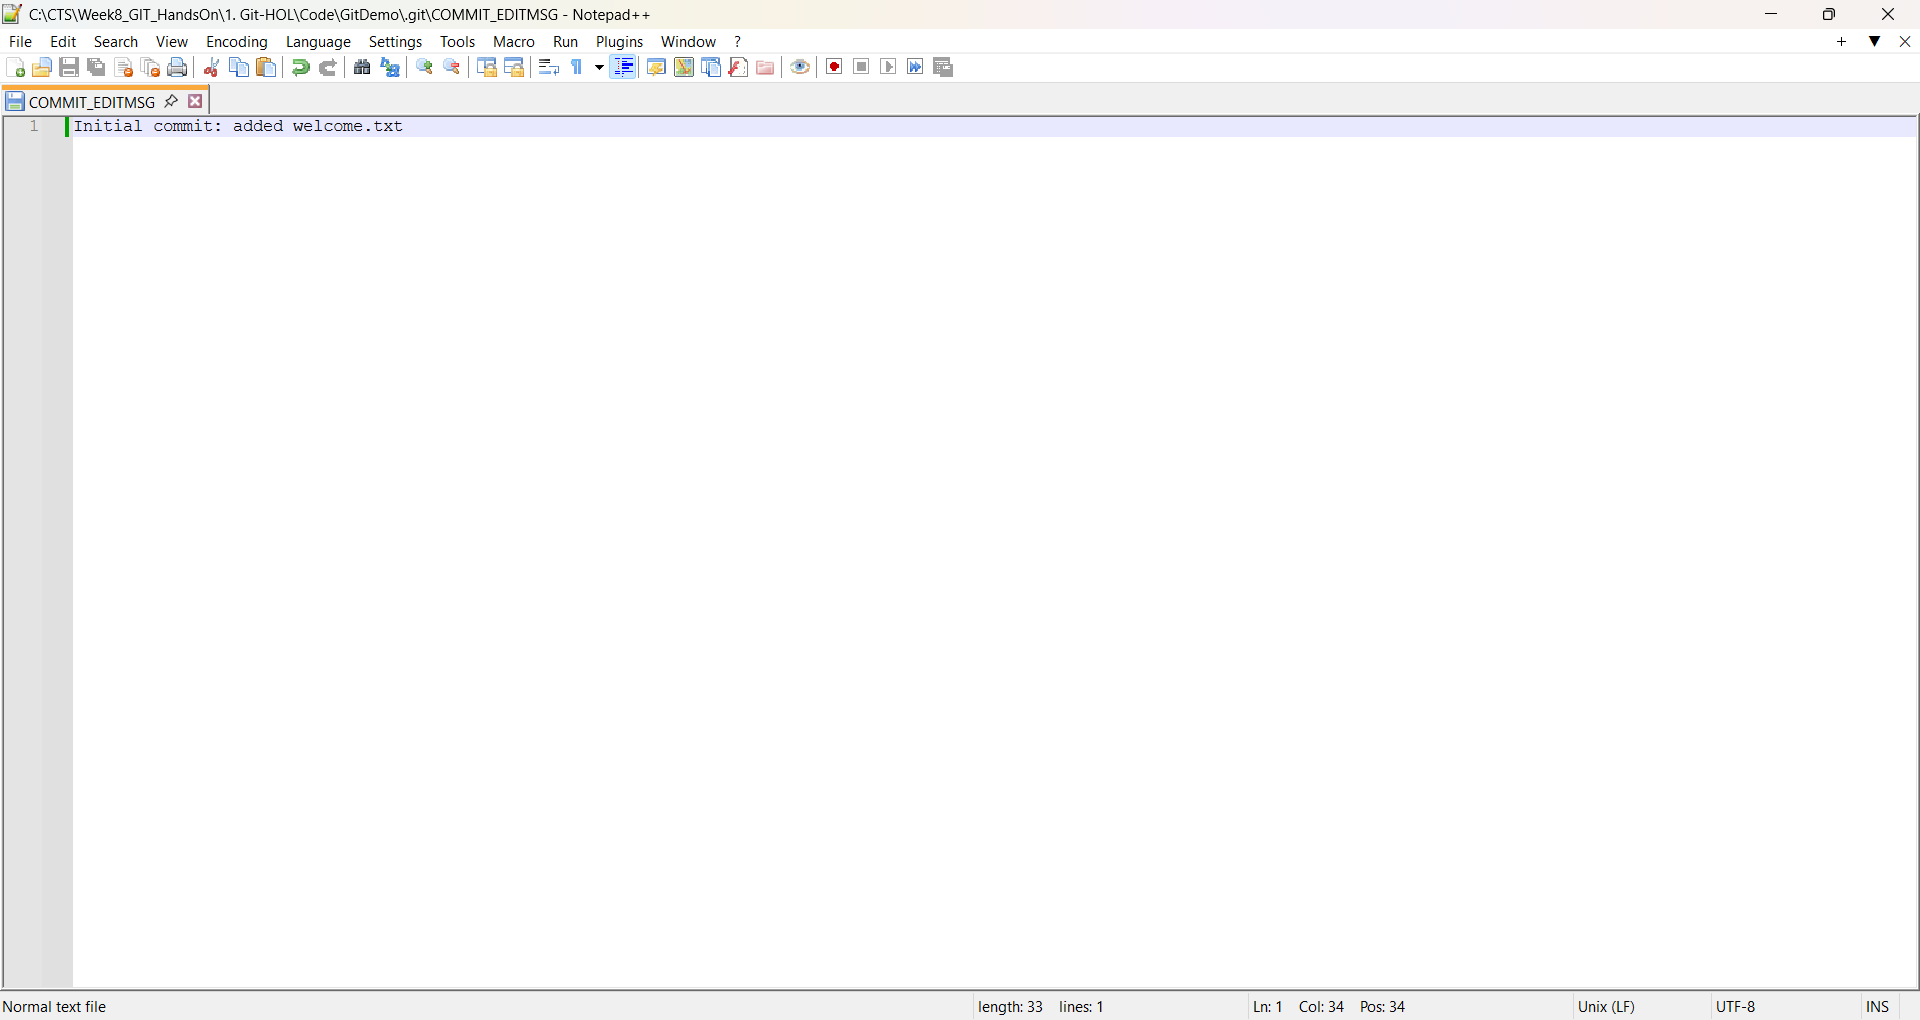 C:\CTS\Week8_GIT_HandsOn\1. Git-HOL\Code\GitDemo\.git\COMMIT_EDITMSG - Notepad++
File Edit Search View Encoding Language Settings Tools Macro Run Plugins Window ?
COMMIT_EDITMSG
1 Initial commit: added welcome.txt
Normal text file length: 33 lines: 1 Ln: 1 Col: 34 Pos: 34 Unix (LF) UTF-8 INS